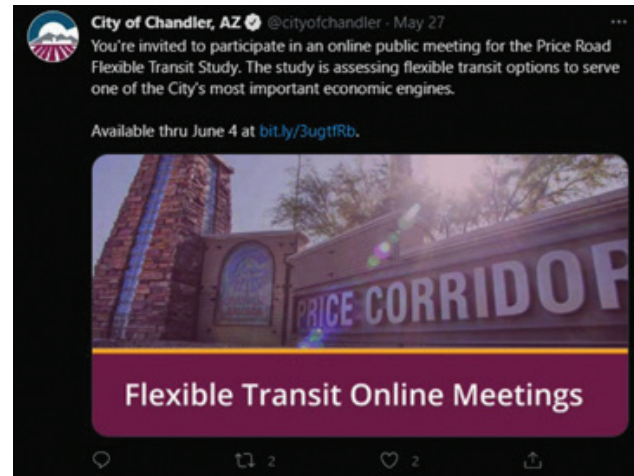 City of Chandler, AZ @cityofchandler · May 27
You're invited to participate in an online public meeting for the Price Road
Flexible Transit Study. The study is assessing flexible transit options to serve
one of the City's most important economic engines.
Available thru June 4 at bit.ly/3ugtfRb.
PRICE CORRIDOR
Flexible Transit Online Meetings
2 2